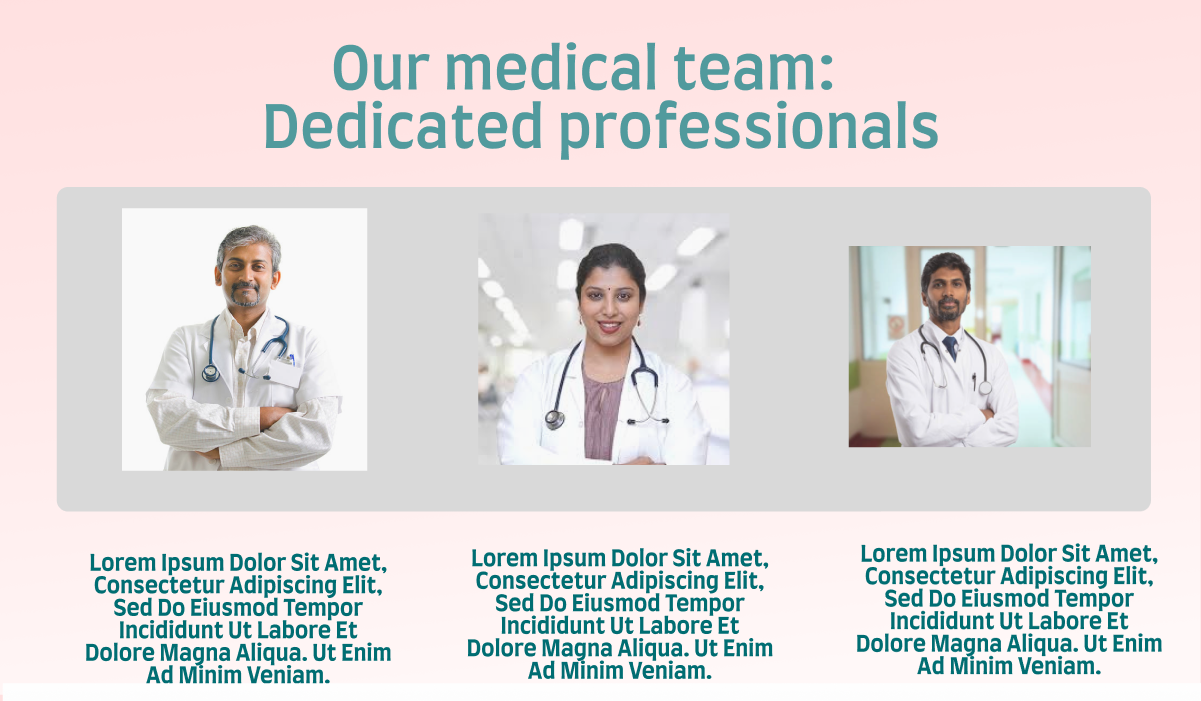 Our medical team:
Dedicated professionals
Lorem Ipsum Dolor Sit Amet,
Consectetur Adipiscing Elit,
Sed Do Eiusmod Tempor
Incididunt Ut Labore Et
Dolore Magna Aliqua. Ut Enim
Ad Minim Veniam.
Lorem Ipsum Dolor Sit Amet,
Consectetur Adipiscing Elit,
Sed Do Eiusmod Tempor
Incididunt Ut Labore Et
Dolore Magna Aliqua. Ut Enim
Ad Minim Veniam.
Lorem Ipsum Dolor Sit Amet,
Consectetur Adipiscing Elit,
Sed Do Eiusmod Tempor
Incididunt Ut Labore Et
Dolore Magna Aliqua. Ut Enim
Ad Minim Veniam.